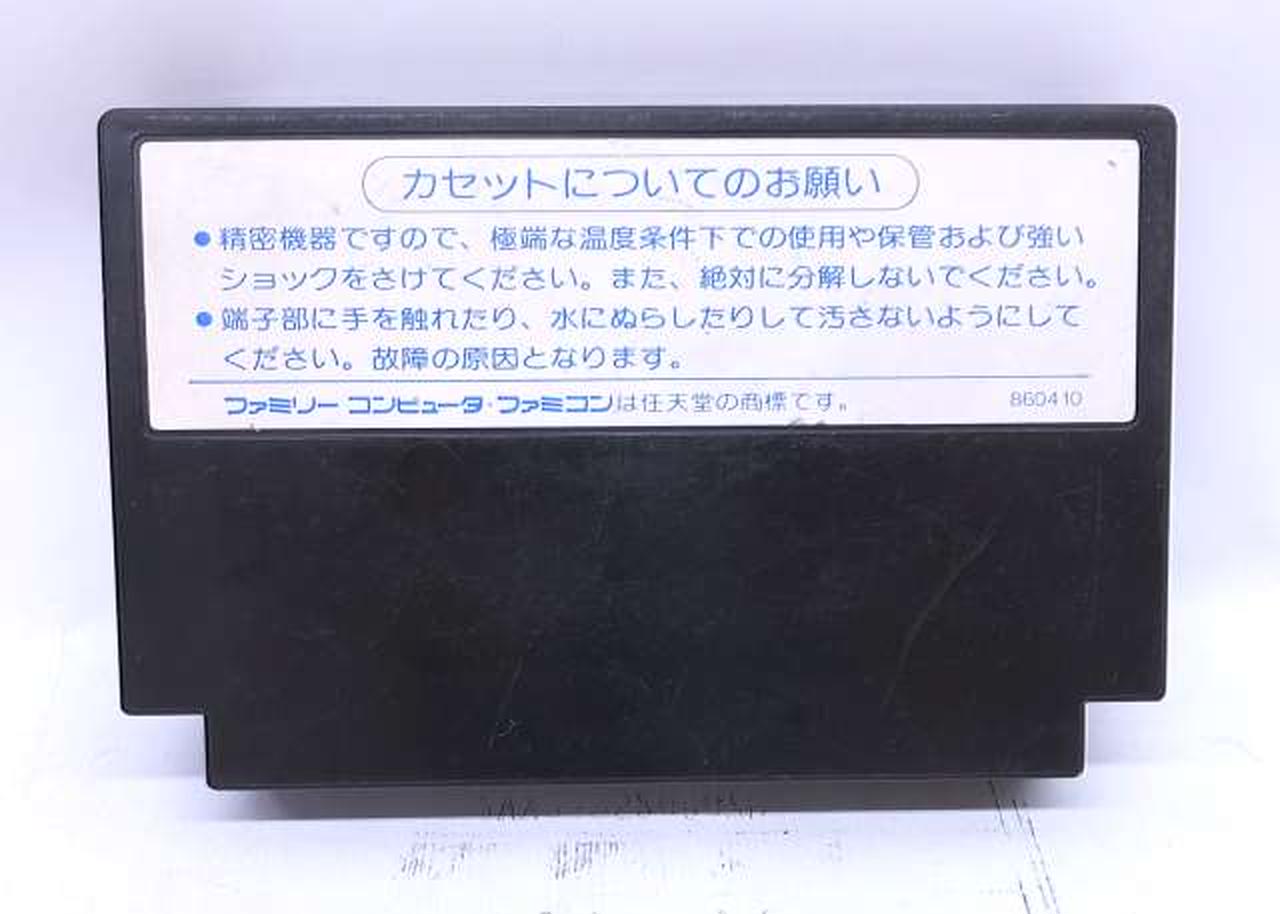 カセットについてのお願い
●精密機器ですので、極端な温度条件下での使用や保管および強い
ショックをさけてください。また、絶対に分解しないでください。
●端子部に手を触れたり、水にぬらしたりして汚さないようにして
ください。故障の原因となります。
ファミリーコンピュータ・ファミコンは任天堂の商標です。 860410